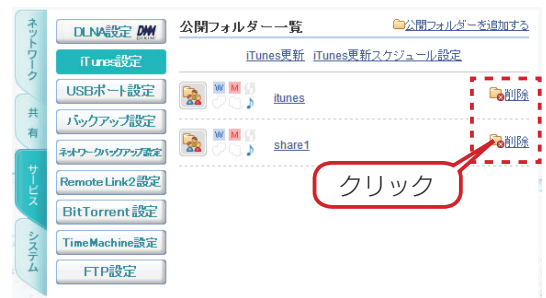 ネットワーク
共有
サービス
システム
DLNA設定
iTunes設定
USBポート設定
バックアップ設定
ネットワークバックアップ設定
Remote Link2設定
BitTorrent設定
TimeMachine設定
FTP設定
公開フォルダー一覧
公開フォルダーを追加する
iTunes更新 iTunes更新スケジュール設定
W M
itunes
削除
W M
share1
削除
クリック